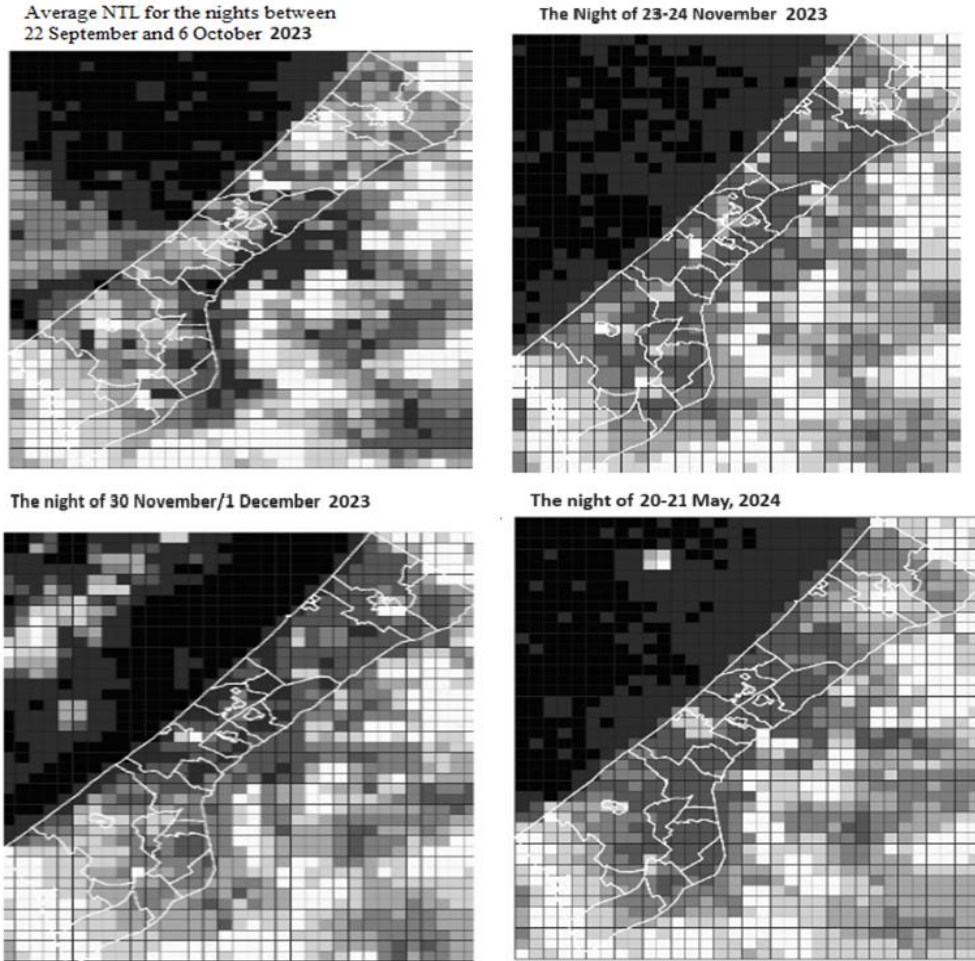 Average NTL for the nights between
22 September and 6 October 2023
The Night of 23-24 November 2023
The night of 30 November/1 December 2023
The night of 20-21 May, 2024